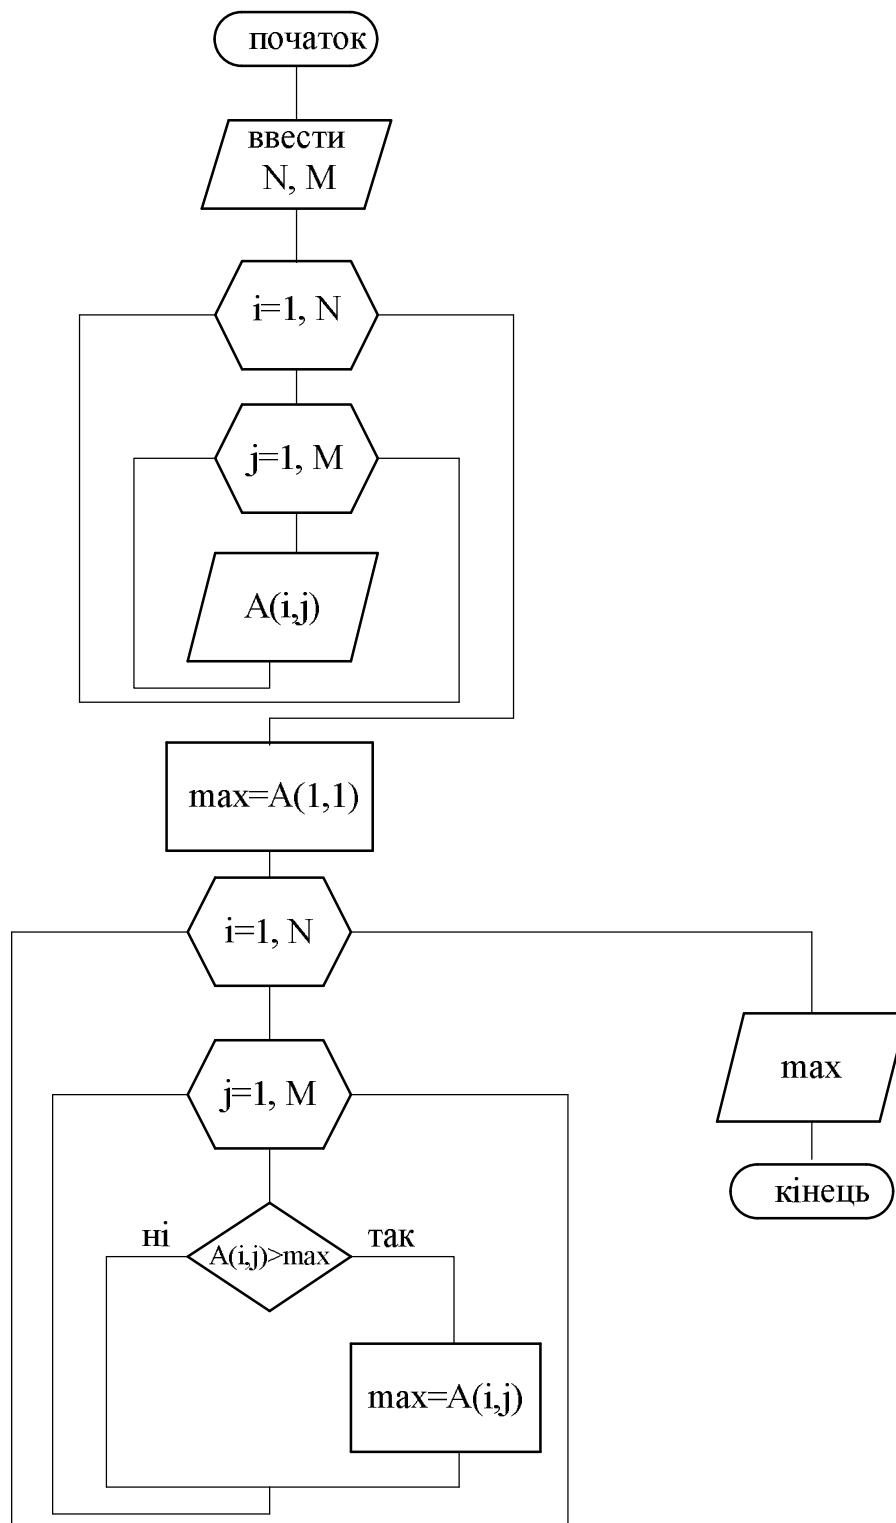 початок
ввести
N, M
i=1, N
j=1, M
A(i,j)
max=A(1,1)
i=1, N
j=1, M
max
кінець
ні
A(i,j)>max
так
max=A(i,j)